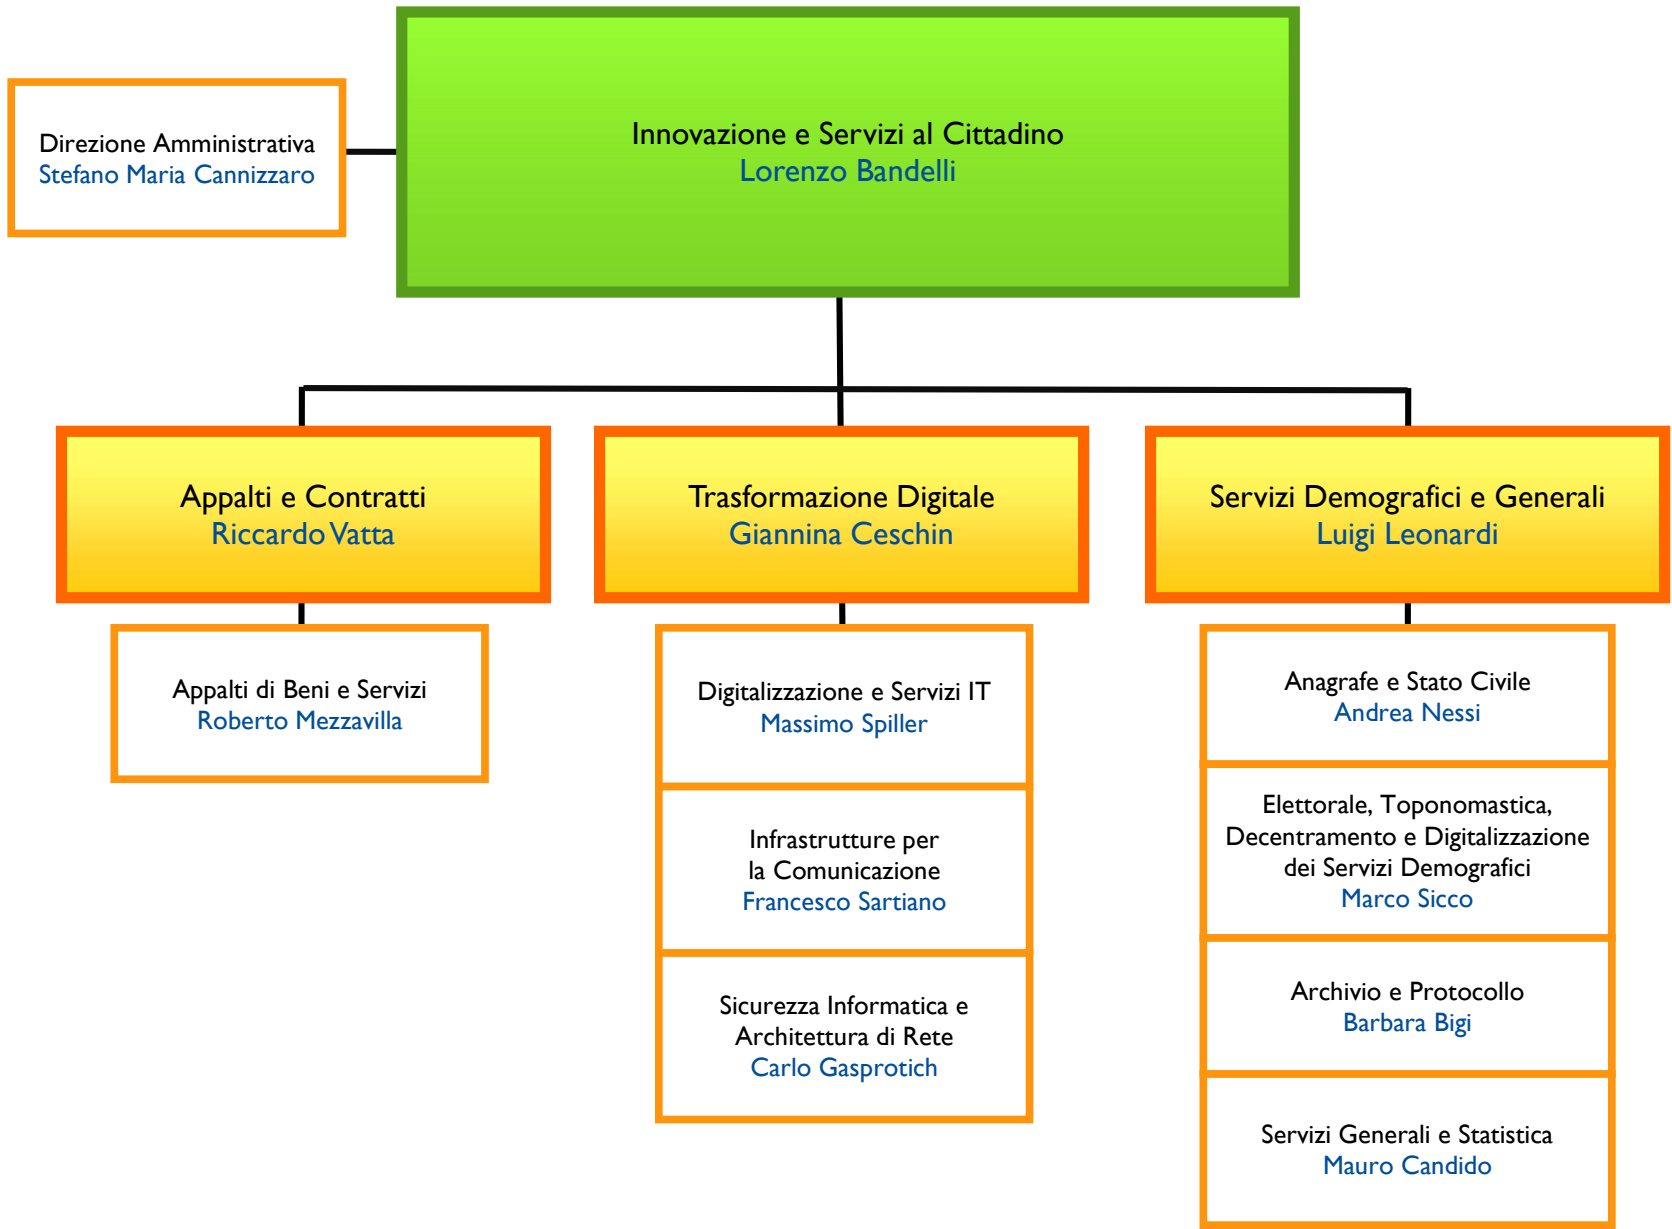 Direzione Amministrativa
Stefano Maria Cannizzaro
Innovazione e Servizi al Cittadino
Lorenzo Bandelli
Appalti e Contratti
Riccardo Vatta
Appalti di Beni e Servizi
Roberto Mezzavilla
Trasformazione Digitale
Giannina Ceschin
Digitalizzazione e Servizi IT
Massimo Spiller
Infrastrutture per
la Comunicazione
Francesco Sartiano
Sicurezza Informatica e
Architettura di Rete
Carlo Gasprotich
Servizi Demografici e Generali
Luigi Leonardi
Anagrafe e Stato Civile
Andrea Nessi
Elettorale, Toponomastica,
Decentramento e Digitalizzazione
dei Servizi Demografici
Marco Sicco
Archivio e Protocollo
Barbara Bigi
Servizi Generali e Statistica
Mauro Candido